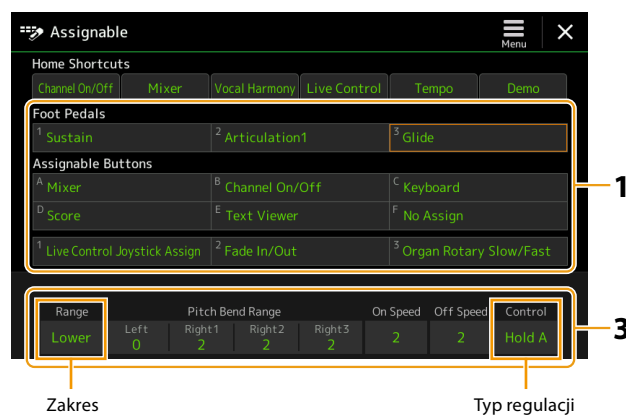 Assignable
Menu
Home Shortcuts
Channel On/Off Mixer Vocal Harmony Live Control Tempo Demo
Foot Pedals
1 Sustain 2 Articulation1 3 Glide
Assignable Buttons
A Mixer B Channel On/Off C Keyboard
1
D Score E Text Viewer F No Assign
1 Live Control Joystick Assign 2 Fade In/Out 3 Organ Rotary Slow/Fast
Range Pitch Bend Range On Speed Off Speed Control
Left Right1 Right2 Right3
Lower 0 2 2 2 2 2 Hold A
3
Zakres Typ regulacji